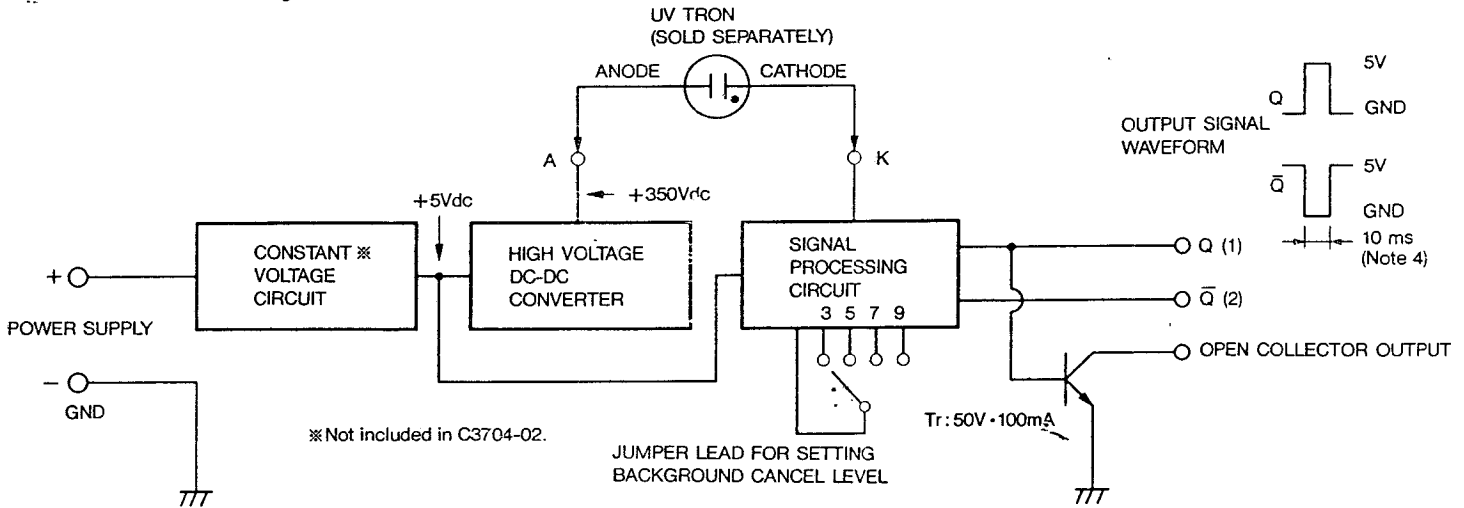 UV TRON
(SOLD SEPARATELY)
ANODE
CATHODE
A
K
+350Vdc
+5Vdc
CONSTANT ※
VOLTAGE
CIRCUIT
HIGH VOLTAGE
DC-DC
CONVERTER
SIGNAL
PROCESSING
CIRCUIT
3 5 7 9
+
POWER SUPPLY
−
GND
※Not included in C3704-02.
JUMPER LEAD FOR SETTING
BACKGROUND CANCEL LEVEL
OUTPUT SIGNAL
WAVEFORM
Q
5V
GND
Q̅
5V
GND
10 ms
(Note 4)
Q (1)
Q̅ (2)
OPEN COLLECTOR OUTPUT
Tr : 50V · 100mA